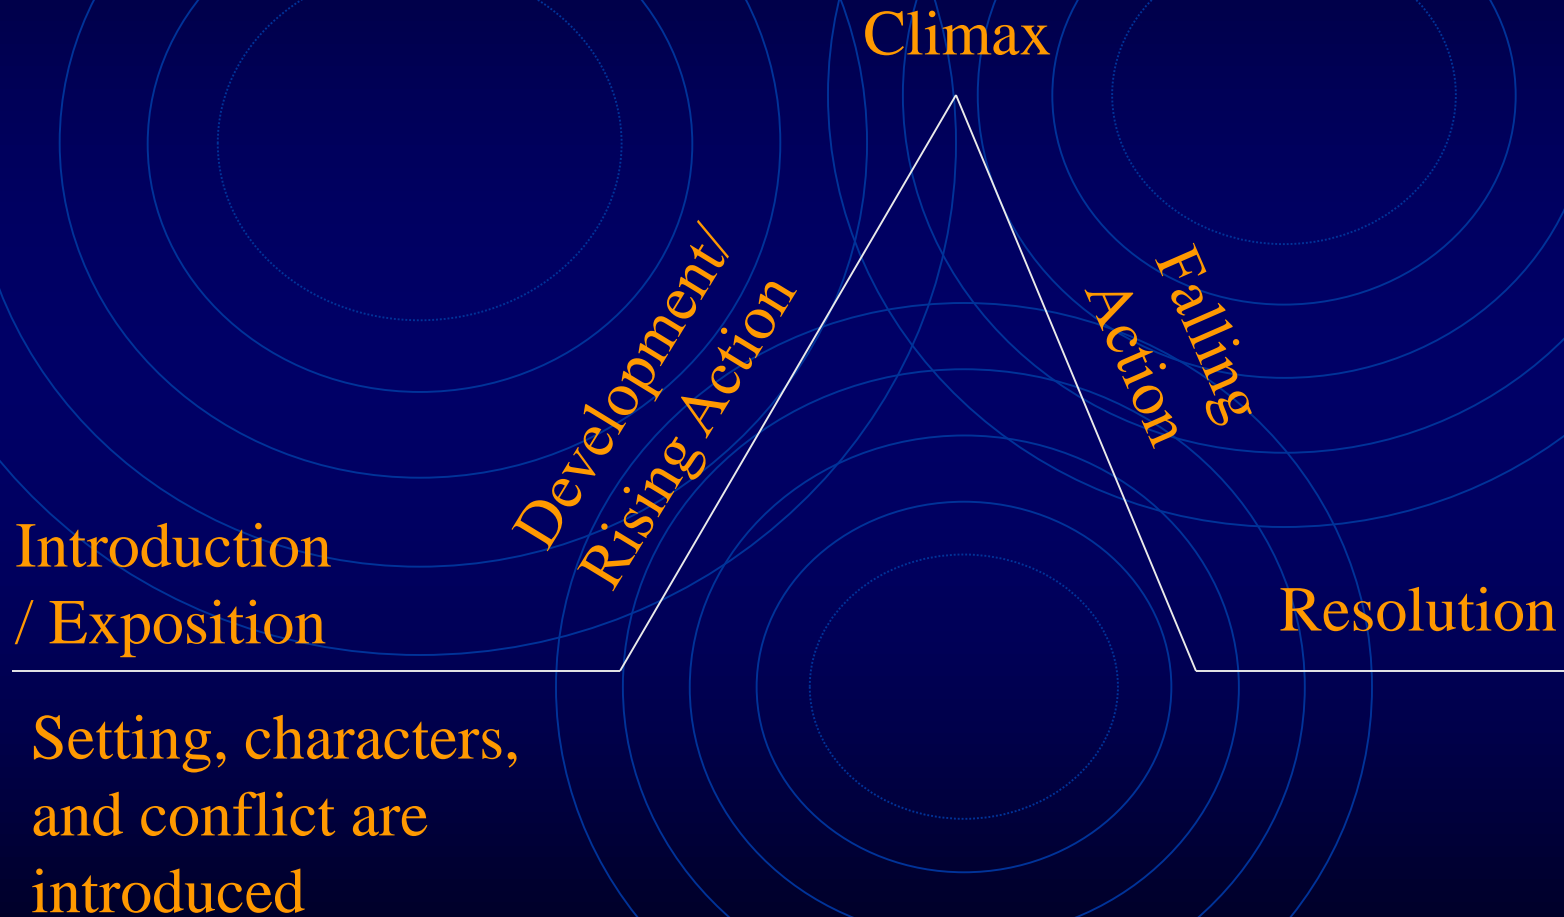 Climax
Development/
Rising Action
Falling
Action
Introduction
/ Exposition
Resolution
Setting, characters,
and conflict are
introduced